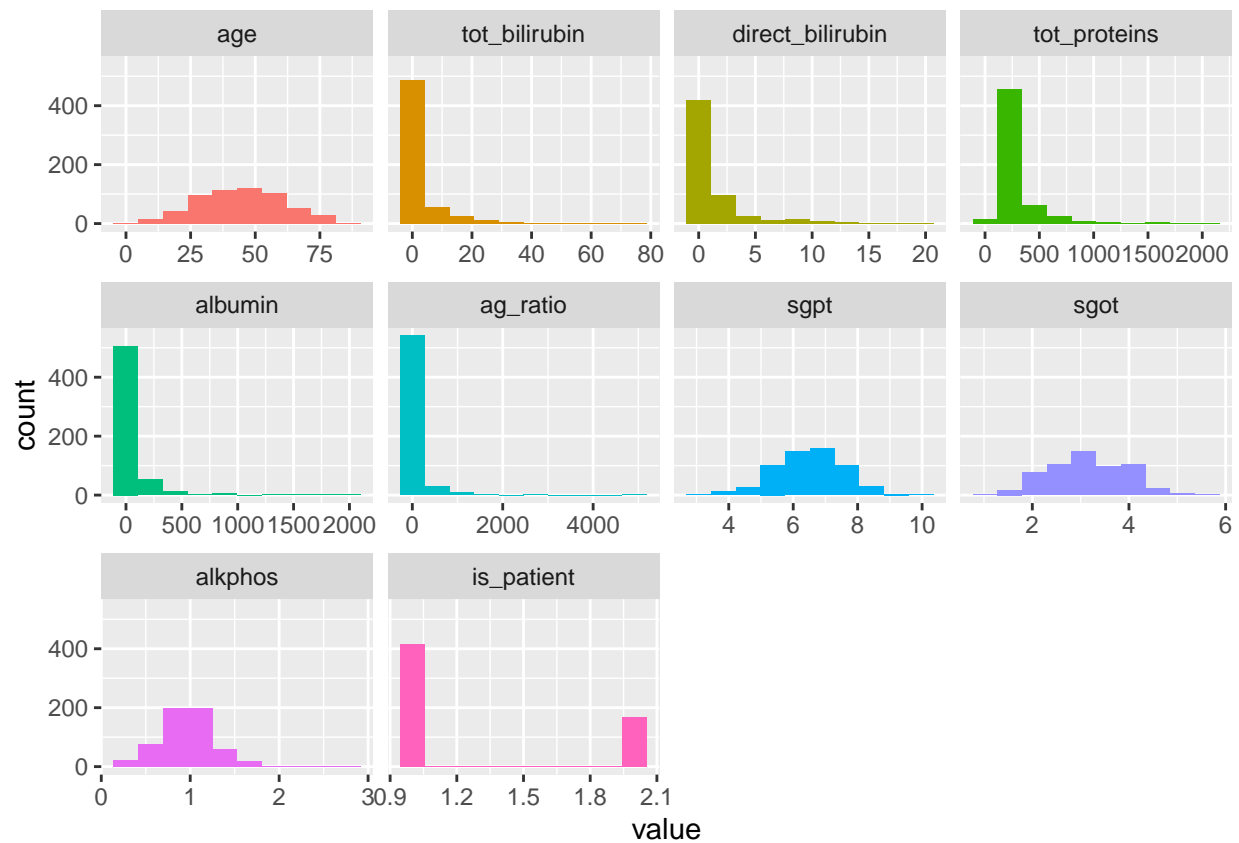 age tot_bilirubin direct_bilirubin tot_proteins
400
200
0
0 25 50 75 0 20 40 60 80 0 5 10 15 20 0 500 1000 1500 2000
albumin ag_ratio sgpt sgot
400
200
0
0 500 1000 1500 2000 0 2000 4000 4 6 8 10 2 4 6
count
alkphos is_patient
400
200
0
0 1 2 3 0.9 1.2 1.5 1.8 2.1
value